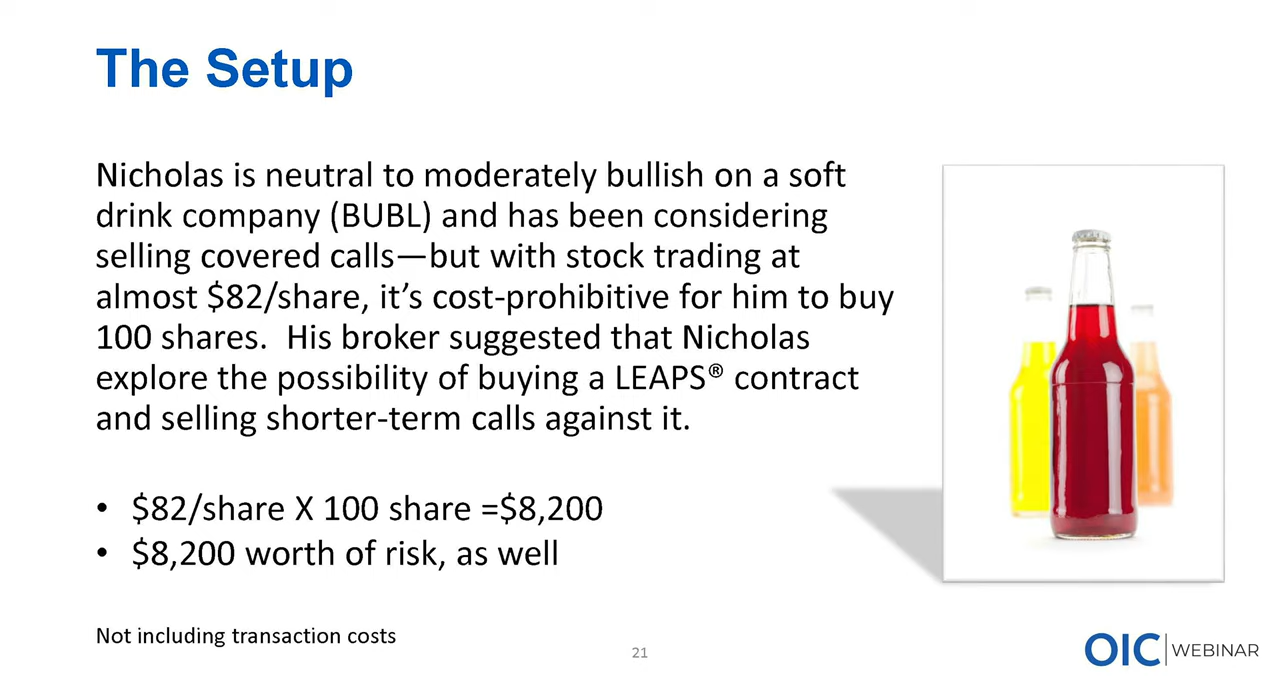 The Setup
Nicholas is neutral to moderately bullish on a soft
drink company (BUBL) and has been considering
selling covered calls—but with stock trading at
almost $82/share, it’s cost-prohibitive for him to buy
100 shares.  His broker suggested that Nicholas
explore the possibility of buying a LEAPS® contract
and selling shorter-term calls against it.
• $82/share X 100 share =$8,200
• $8,200 worth of risk, as well
Not including transaction costs
21
OIC WEBINAR